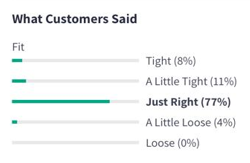 What Customers Said
Fit
Tight (8%)
A Little Tight (11%)
Just Right (77%)
A Little Loose (4%)
Loose (0%)